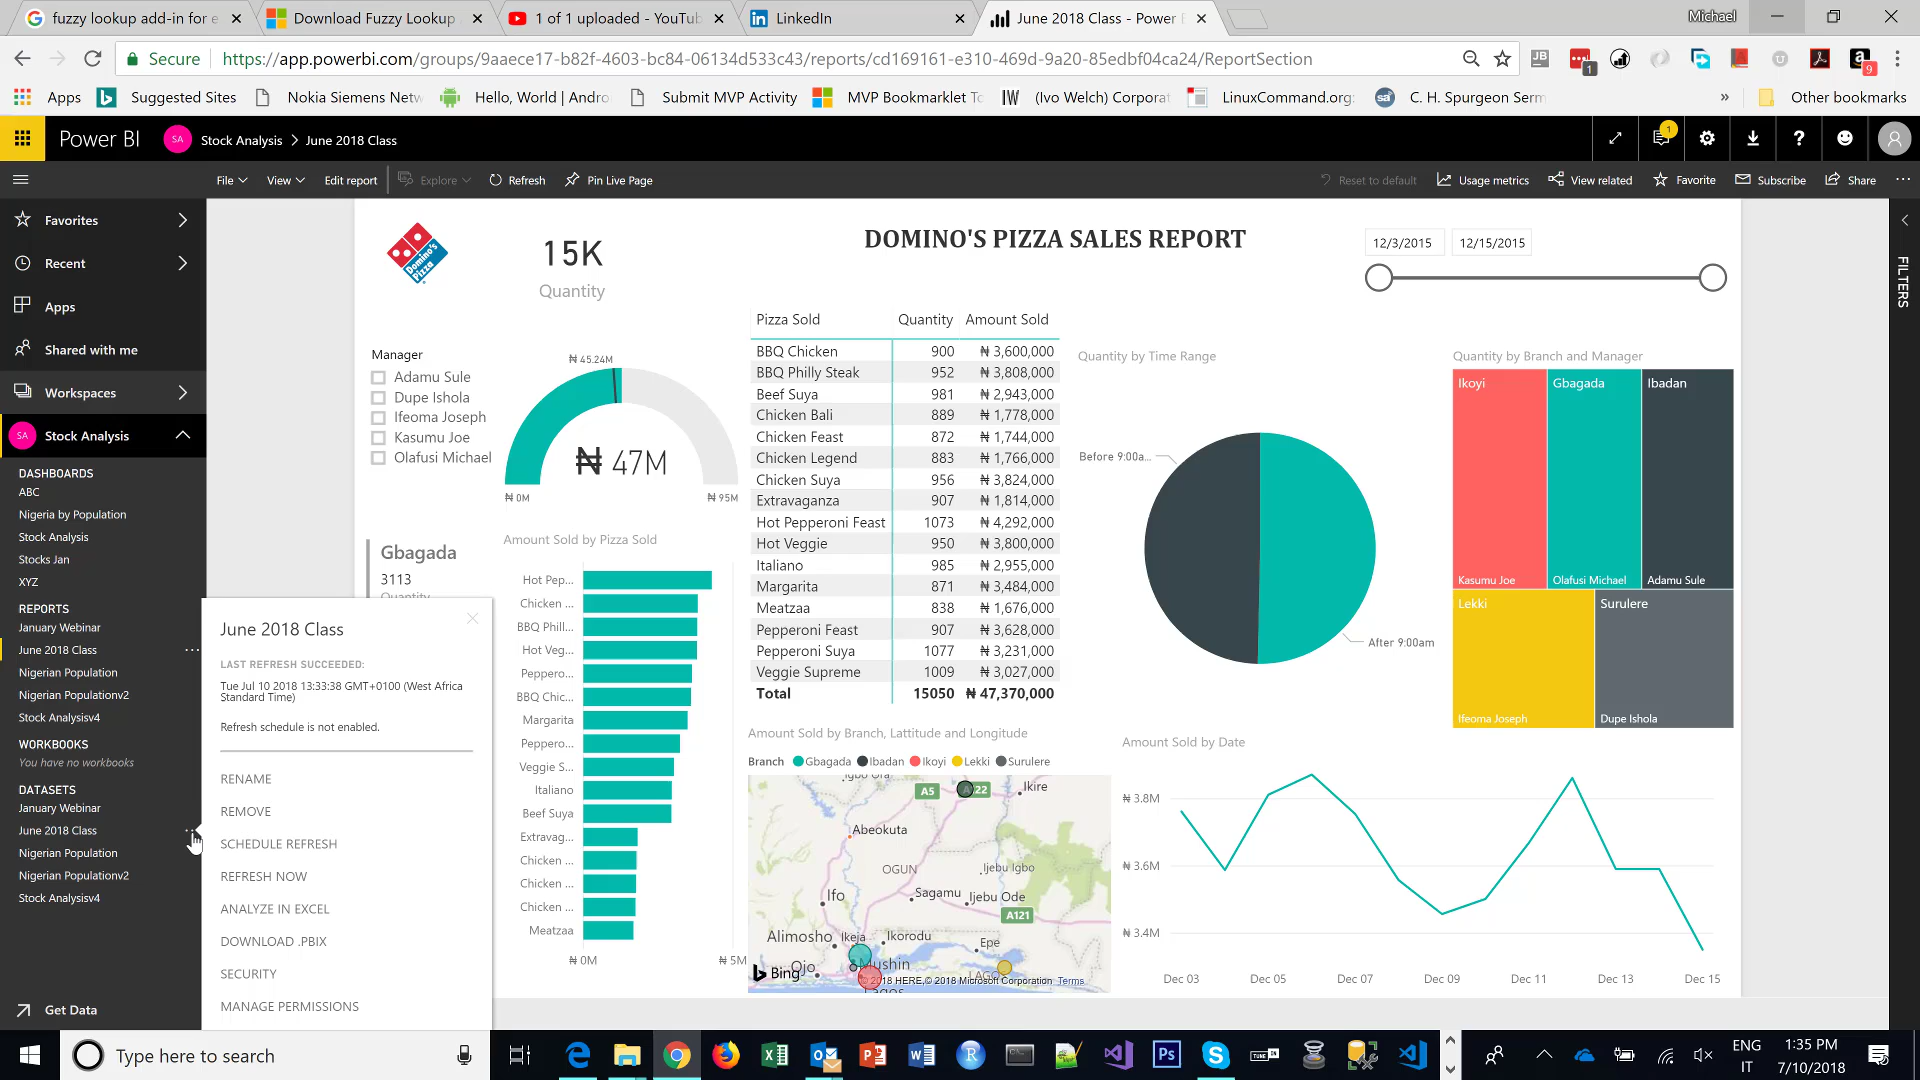 fuzzy lookup add-in for e
Download Fuzzy Lookup
1 of 1 uploaded - YouTub
LinkedIn
June 2018 Class - Power
Michael
Secure
https://app.powerbi.com/groups/9aaece17-b82f-4603-bc84-06134d533c43/reports/cd169161-e310-469d-9a20-85edbf04ca24/ReportSection
JB
1
9
Apps
Suggested Sites
Nokia Siemens Netw
Hello, World | Andro
Submit MVP Activity
MVP Bookmarklet To
(Ivo Welch) Corporat
LinuxCommand.org:
C. H. Spurgeon Serm
»
Other bookmarks
Power BI
SA
Stock Analysis > June 2018 Class
1
File
View
Edit report
Explore
Refresh
Pin Live Page
Reset to default
Usage metrics
View related
Favorite
Subscribe
Share
Favorites
Recent
Apps
Shared with me
Workspaces
SA
Stock Analysis
DASHBOARDS
ABC
Nigeria by Population
Stock Analysis
Stocks Jan
XYZ
REPORTS
January Webinar
June 2018 Class
Nigerian Population
Nigerian Populationv2
Stock Analysisv4
WORKBOOKS
You have no workbooks
DATASETS
January Webinar
June 2018 Class
Nigerian Population
Nigerian Populationv2
Stock Analysisv4
Get Data
June 2018 Class
LAST REFRESH SUCCEEDED:
Tue Jul 10 2018 13:33:38 GMT+0100 (West Africa
Standard Time)
Refresh schedule is not enabled.
RENAME
REMOVE
SCHEDULE REFRESH
REFRESH NOW
ANALYZE IN EXCEL
DOWNLOAD .PBIX
SECURITY
MANAGE PERMISSIONS
Domino's
Pizza
15K
Quantity
DOMINO'S PIZZA SALES REPORT
12/3/2015
12/15/2015
FILTERS
Manager
Adamu Sule
Dupe Ishola
Ifeoma Joseph
Kasumu Joe
Olafusi Michael
₦ 45.24M
₦ 47M
₦ 0M
₦ 95M
Gbagada
3113
Quantity
Amount Sold by Pizza Sold
Hot Pep...
Chicken ...
BBQ Phill...
Hot Veg...
Peppero...
BBQ Chic...
Margarita
Peppero...
Veggie S...
Italiano
Beef Suya
Extravag...
Chicken ...
Chicken ...
Chicken ...
Meatzaa
₦ 0M
₦ 5M
Pizza Sold Quantity Amount Sold
BBQ Chicken 900 ₦ 3,600,000
BBQ Philly Steak 952 ₦ 3,808,000
Beef Suya 981 ₦ 2,943,000
Chicken Bali 889 ₦ 1,778,000
Chicken Feast 872 ₦ 1,744,000
Chicken Legend 883 ₦ 1,766,000
Chicken Suya 956 ₦ 3,824,000
Extravaganza 907 ₦ 1,814,000
Hot Pepperoni Feast 1073 ₦ 4,292,000
Hot Veggie 950 ₦ 3,800,000
Italiano 985 ₦ 2,955,000
Margarita 871 ₦ 3,484,000
Meatzaa 838 ₦ 1,676,000
Pepperoni Feast 907 ₦ 3,628,000
Pepperoni Suya 1077 ₦ 3,231,000
Veggie Supreme 1009 ₦ 3,027,000
Total 15050 ₦ 47,370,000
Quantity by Time Range
Before 9:00a...
After 9:00am
Quantity by Branch and Manager
Ikoyi
Kasumu Joe
Gbagada
Olafusi Michael
Ibadan
Adamu Sule
Lekki
Ifeoma Joseph
Surulere
Dupe Ishola
Amount Sold by Branch, Lattitude and Longitude
Branch Gbagada Ibadan Ikoyi Lekki Surulere
A5
22
Ikire
Abeokuta
OGUN
Ijebu Igbo
Ifo
Sagamu
Ijebu Ode
A121
Alimosho
Ikeja
Ikorodu
Epe
Ojo
Mushin
LAGOS
Lagos
Bing
© 2018 HERE,© 2018 Microsoft Corporation Terms
Amount Sold by Date
₦ 3.8M
₦ 3.6M
₦ 3.4M
Dec 03
Dec 05
Dec 07
Dec 09
Dec 11
Dec 13
Dec 15
Type here to search
ENG
IT
1:35 PM
7/10/2018